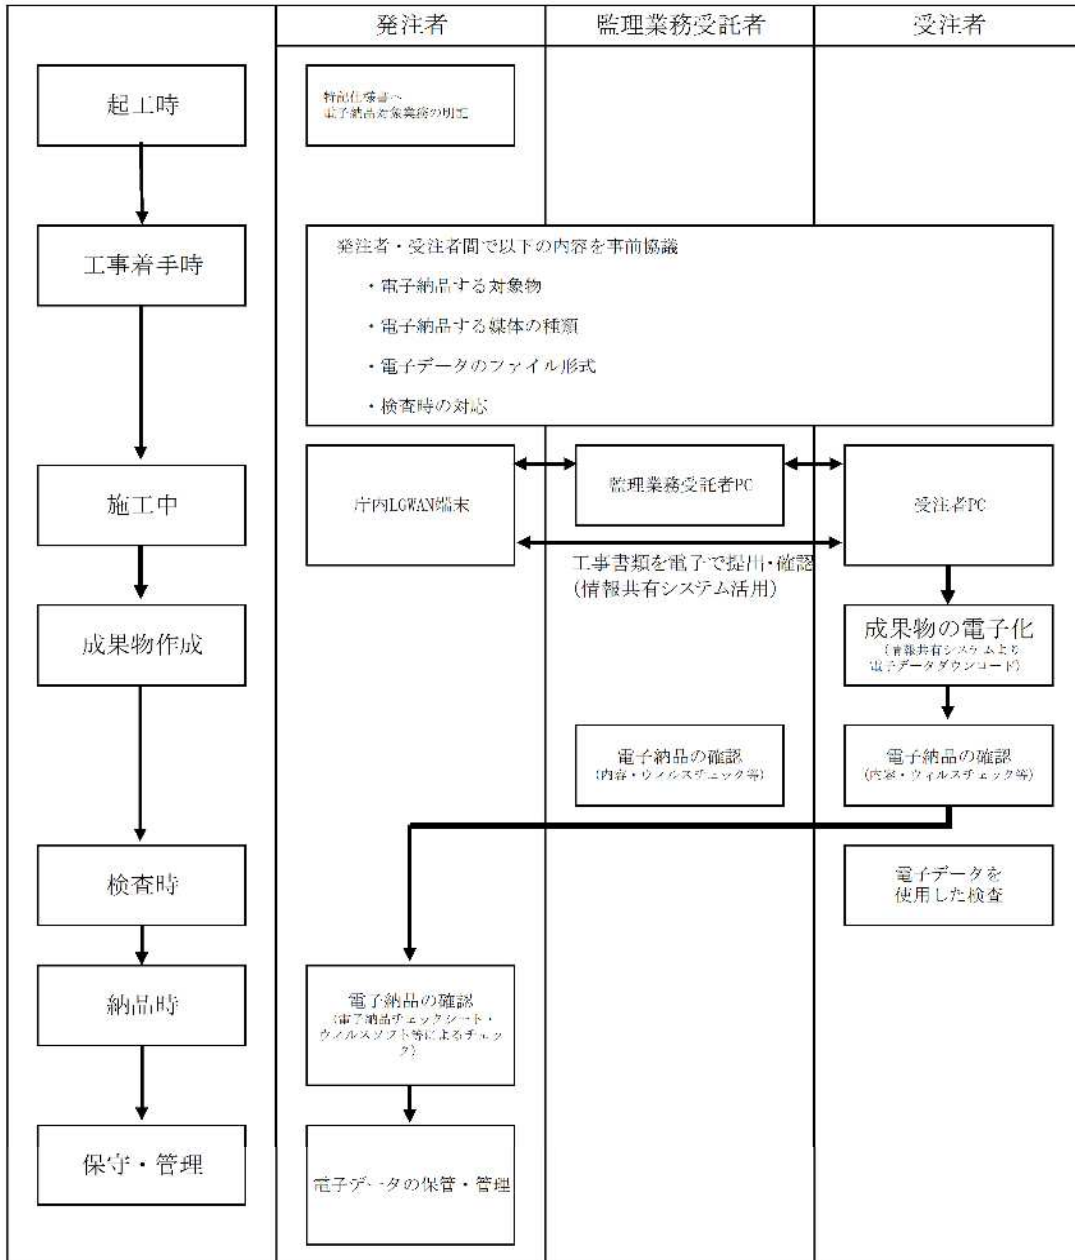 発注者
監理業務受託者
受注者
起工時
特記仕様書へ
電子納品対象業務の明記
工事着手時
発注者・受注者間で以下の内容を事前協議
・電子納品する対象物
・電子納品する媒体の種類
・電子データのファイル形式
・検査時の対応
施工中
庁内LGWAN端末
監理業務受託者PC
受注者PC
工事書類を電子で提出・確認
(情報共有システム活用)
成果物作成
成果物の電子化
(情報共有システムより
電子データダウンロード)
電子納品の確認
(内容・ウィルスチェック等)
電子納品の確認
(内容・ウィルスチェック等)
検査時
電子データを
使用した検査
納品時
電子納品の確認
(電子納品チェックシート・
ウィルスソフト等によるチェッ
ク)
保守・管理
電子データの保管・管理